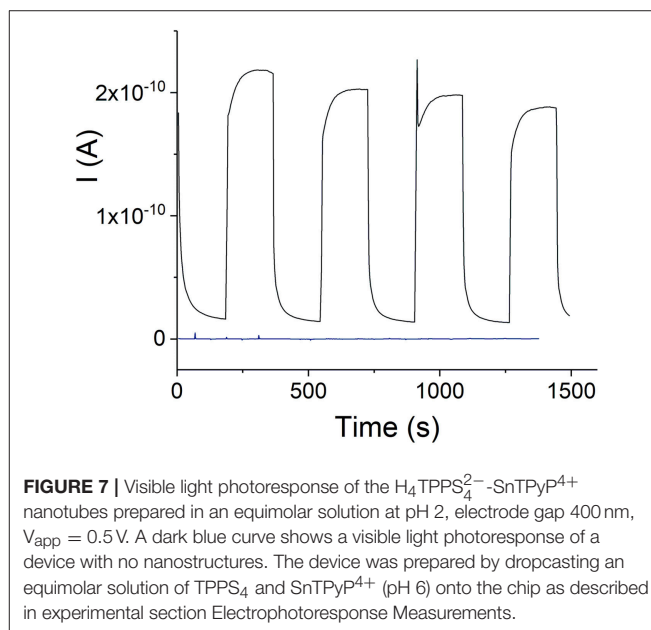 I (A)
2x10⁻¹⁰
1x10⁻¹⁰
0
0 500 1000 1500
Time (s)
FIGURE 7 | Visible light photoresponse of the H₄TPPS₄²⁻-SnTPyP⁴⁺
nanotubes prepared in an equimolar solution at pH 2, electrode gap 400 nm,
Vapp = 0.5 V. A dark blue curve shows a visible light photoresponse of a
device with no nanostructures. The device was prepared by dropcasting an
equimolar solution of TPPS₄ and SnTPyP⁴⁺ (pH 6) onto the chip as described
in experimental section Electrophotoresponse Measurements.